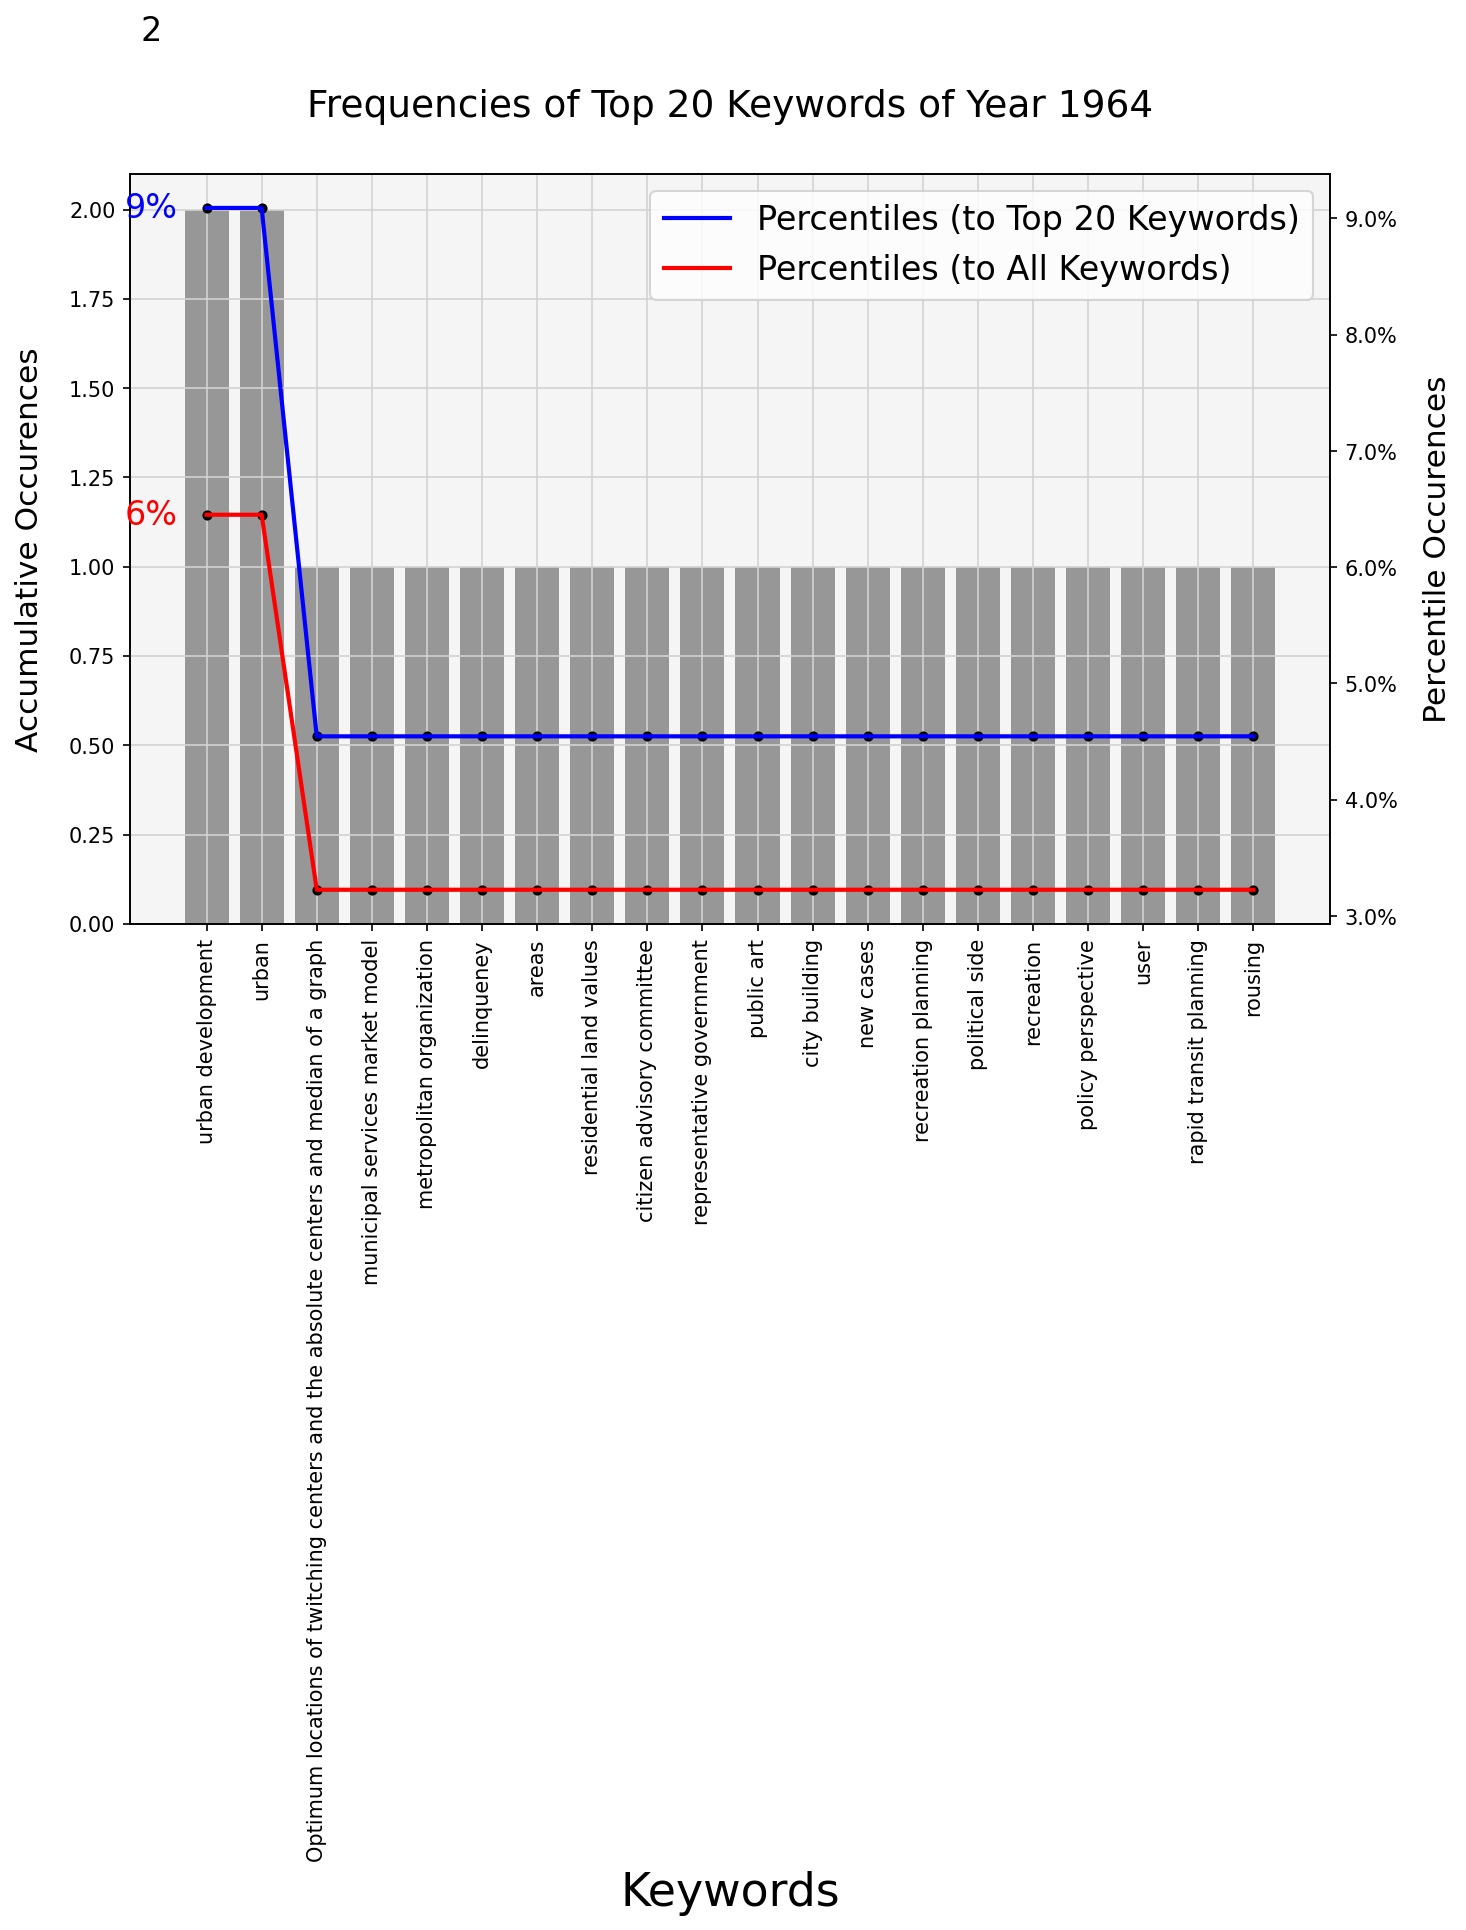 2
Frequencies of Top 20 Keywords of Year 1964
Percentiles (to Top 20 Keywords)
Percentiles (to All Keywords)
9%
6%
Accumulative Occurences
2.00
1.75
1.50
1.25
1.00
0.75
0.50
0.25
0.00
9.0%
8.0%
7.0%
6.0%
5.0%
4.0%
3.0%
Percentile Occurences
urban development
urban
Optimum locations of twitching centers and the absolute centers and median of a graph
municipal services market model
metropolitan organization
delinqueney
areas
residential land values
citizen advisory committee
representative government
public art
city building
new cases
recreation planning
political side
recreation
policy perspective
user
rapid transit planning
rousing
Keywords